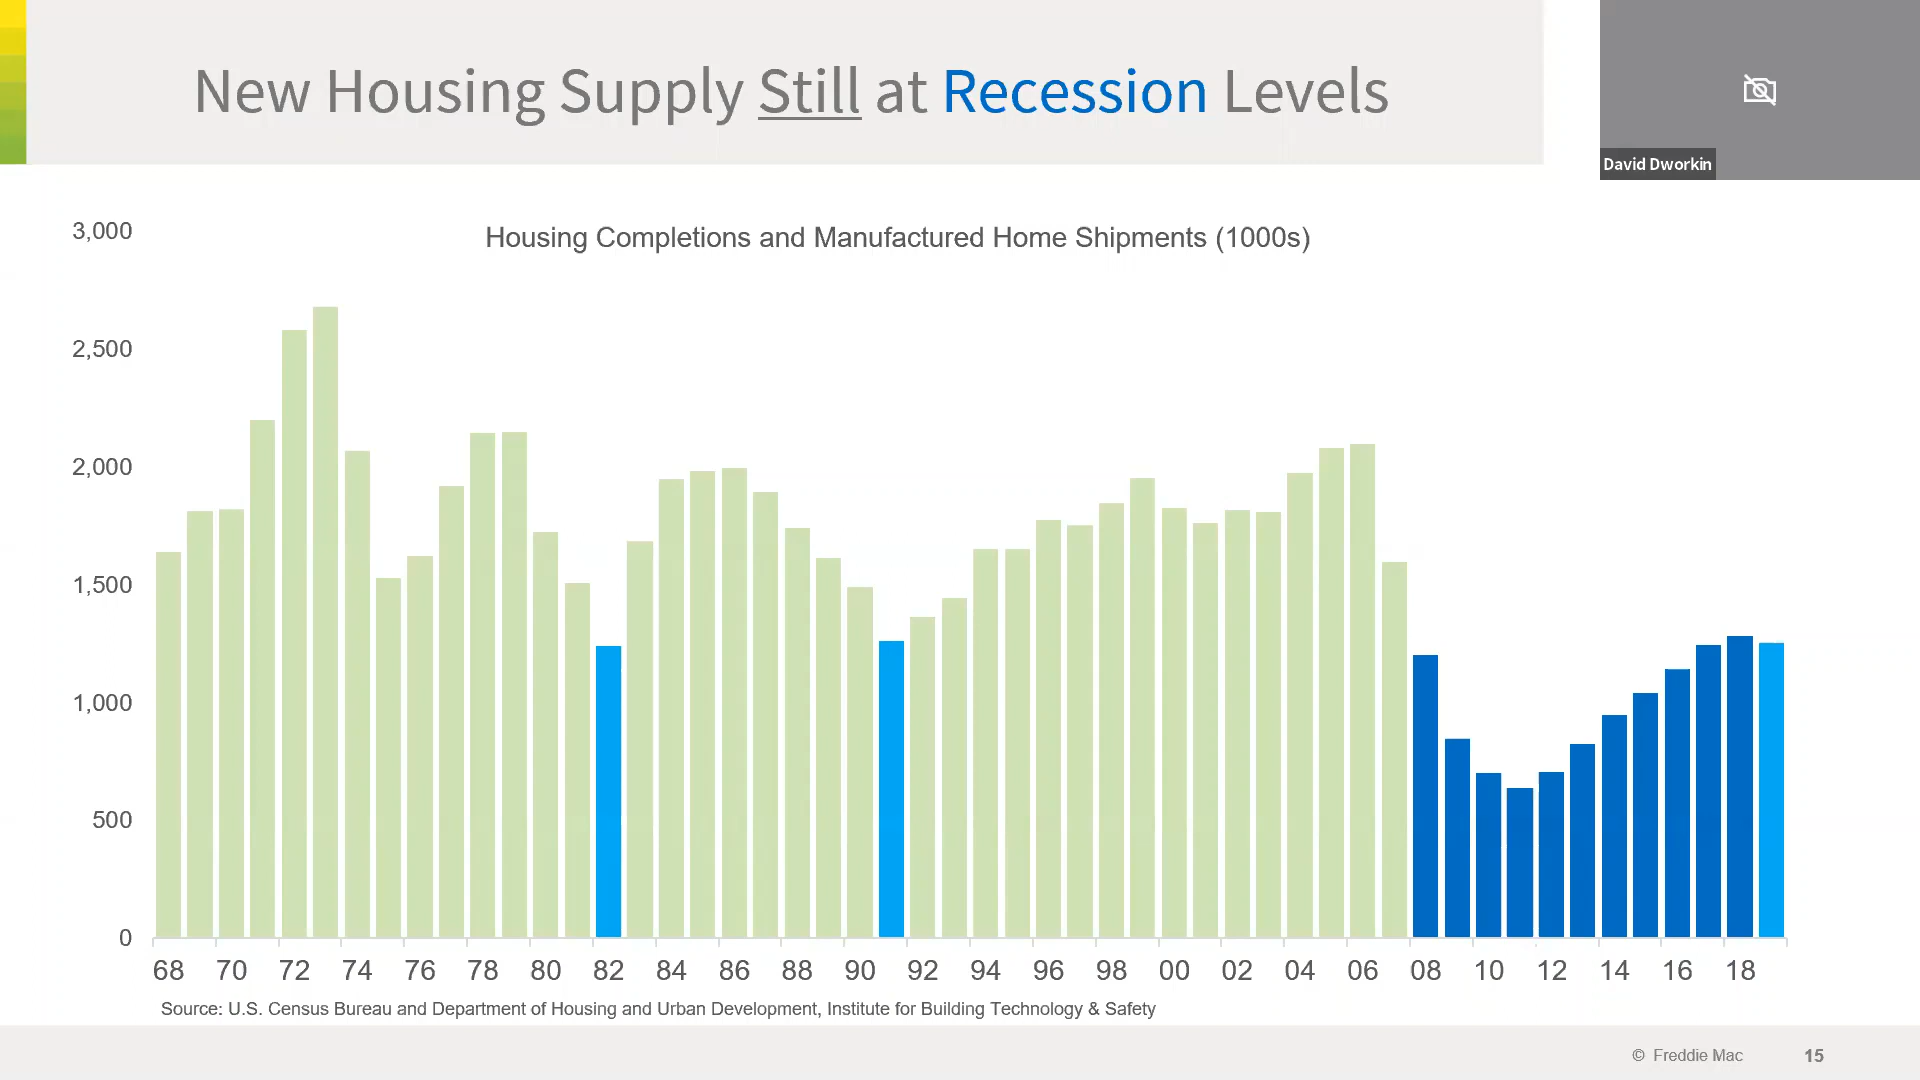 New Housing Supply Still at Recession Levels
David Dworkin
Housing Completions and Manufactured Home Shipments (1000s)
3,000
2,500
2,000
1,500
1,000
500
0
68 70 72 74 76 78 80 82 84 86 88 90 92 94 96 98 00 02 04 06 08 10 12 14 16 18
Source: U.S. Census Bureau and Department of Housing and Urban Development, Institute for Building Technology & Safety
© Freddie Mac 15